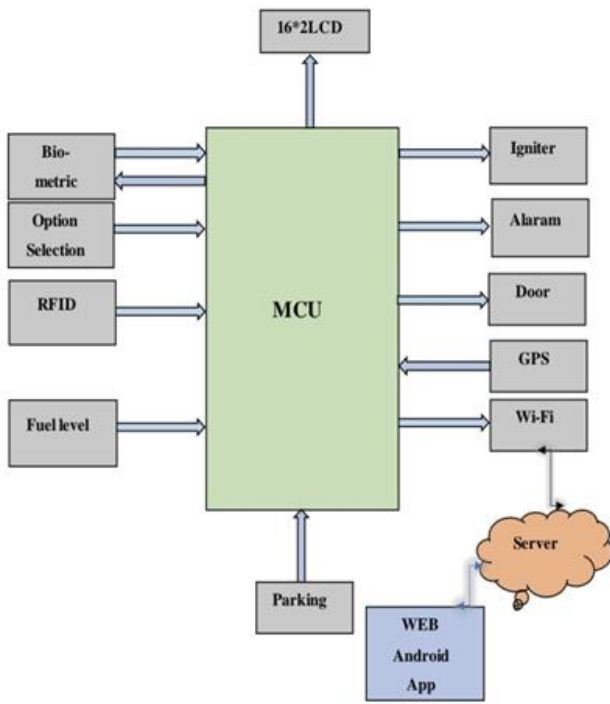 16*2LCD
Bio-
metric
Option
Selection
RFID
Fuel level
MCU
Igniter
Alaram
Door
GPS
Wi-Fi
Server
Parking
WEB
Android
App